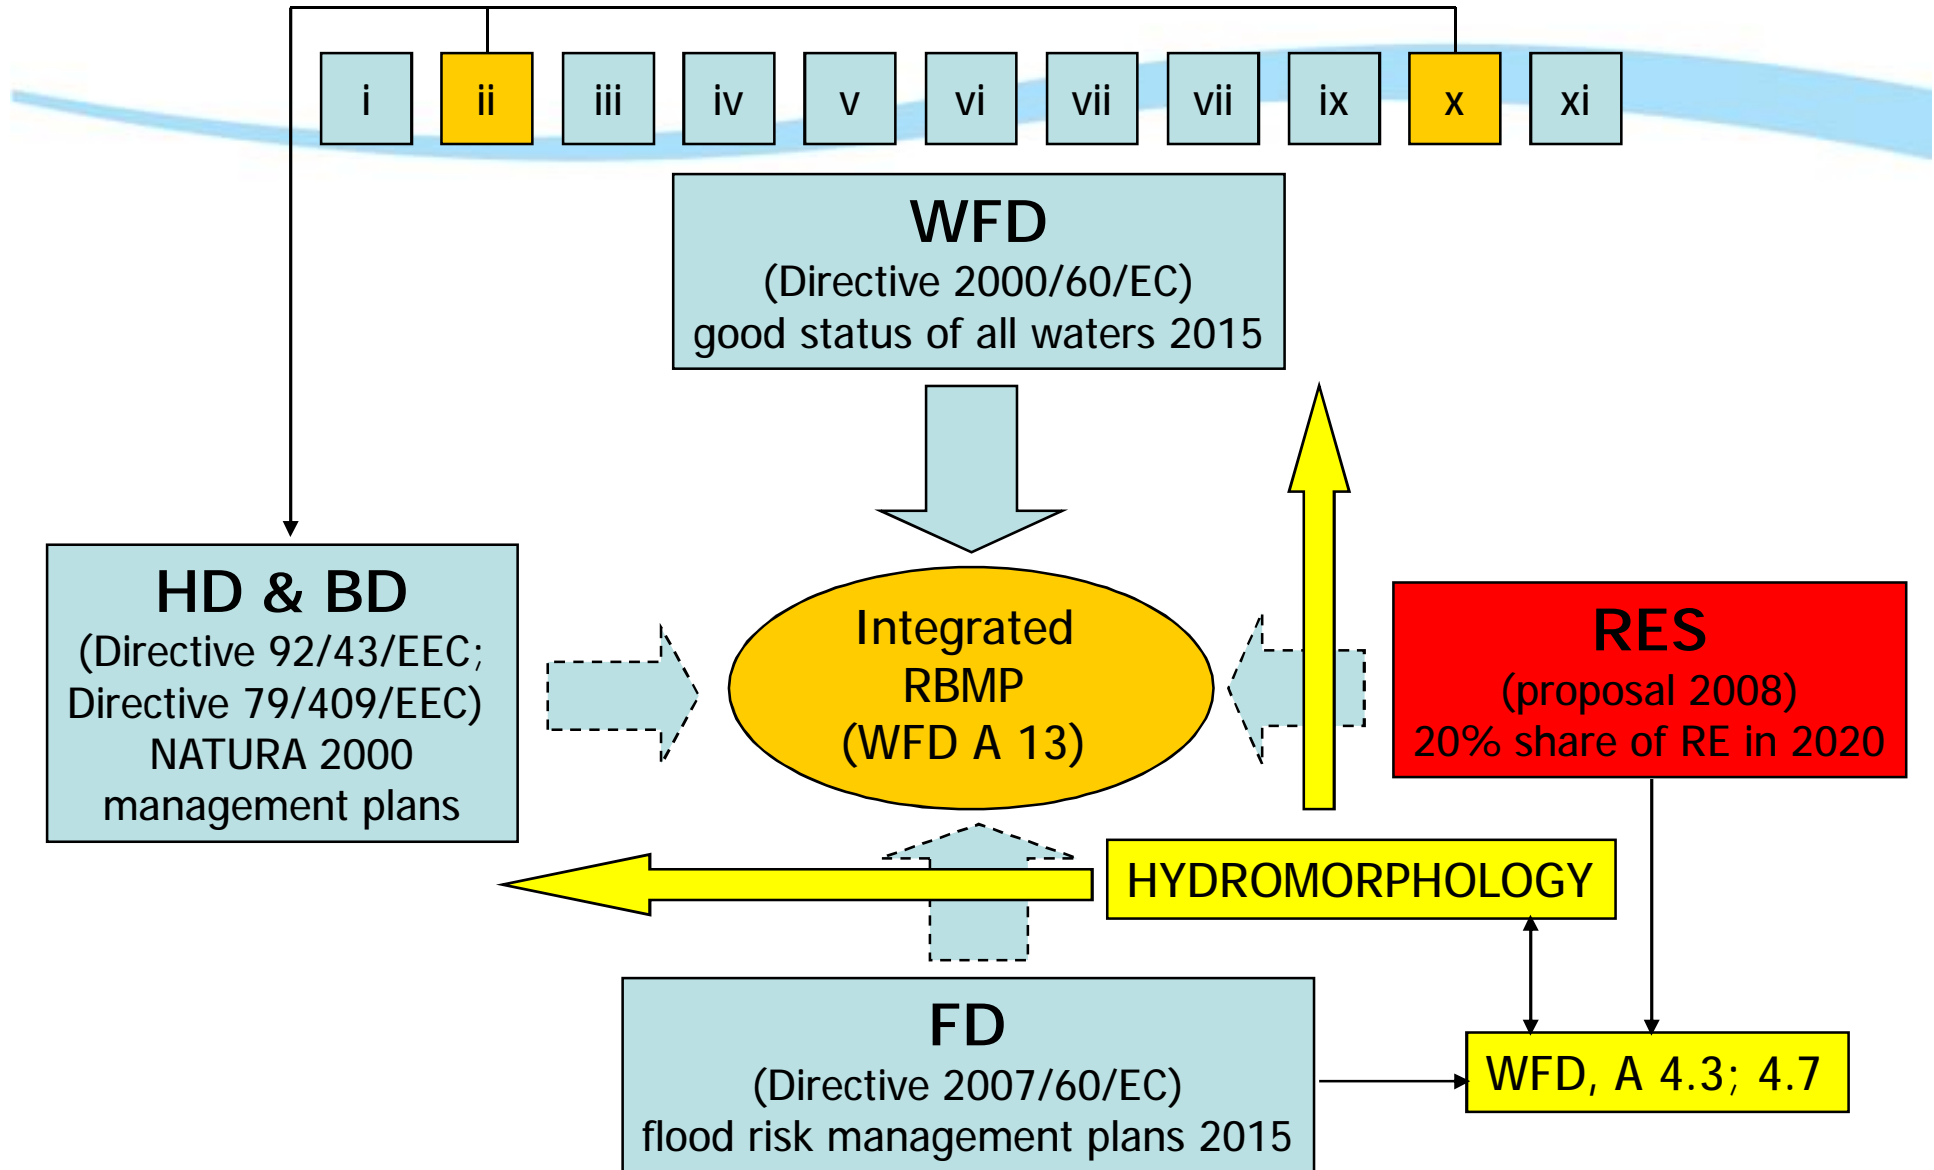 i ii iii iv v vi vii vii ix x xi
WFD
(Directive 2000/60/EC)
good status of all waters 2015
HD & BD
(Directive 92/43/EEC;
Directive 79/409/EEC)
NATURA 2000
management plans
Integrated
RBMP
(WFD A 13)
RES
(proposal 2008)
20% share of RE in 2020
HYDROMORPHOLOGY
FD
(Directive 2007/60/EC)
flood risk management plans 2015
WFD, A 4.3; 4.7